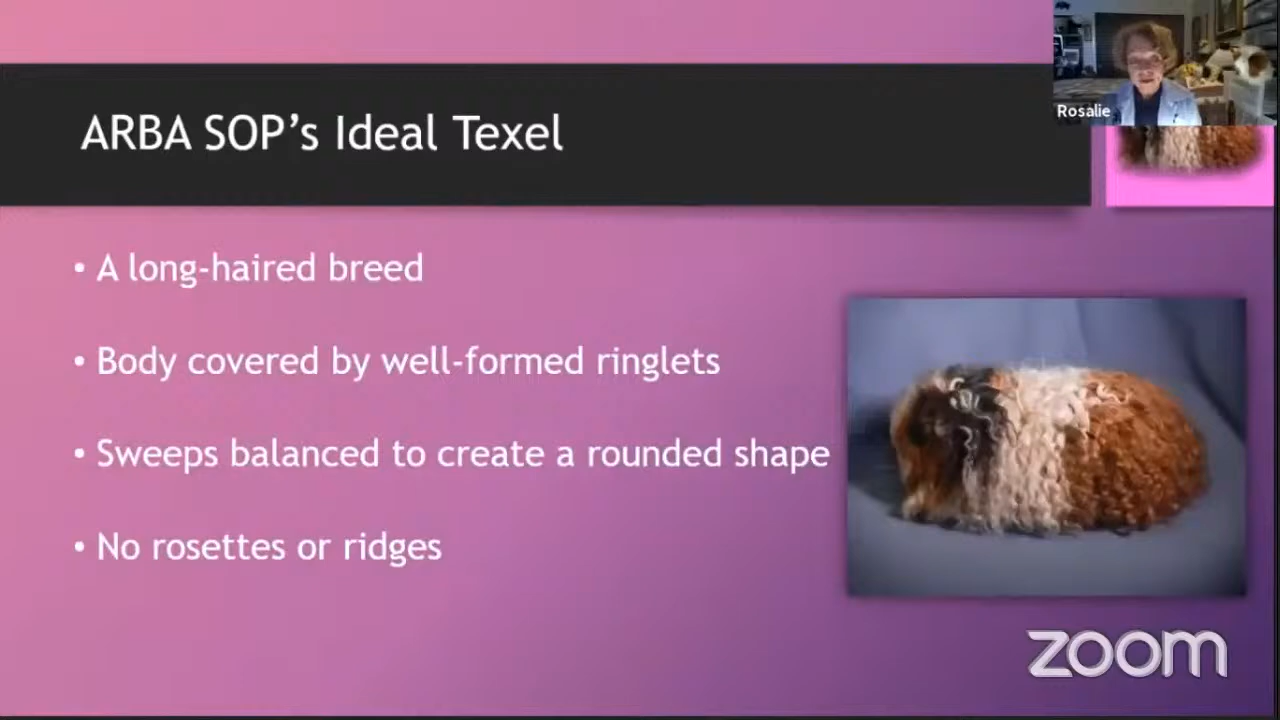 Rosalie
ARBA SOP's Ideal Texel
• A long-haired breed
• Body covered by well-formed ringlets
• Sweeps balanced to create a rounded shape
• No rosettes or ridges
zoom